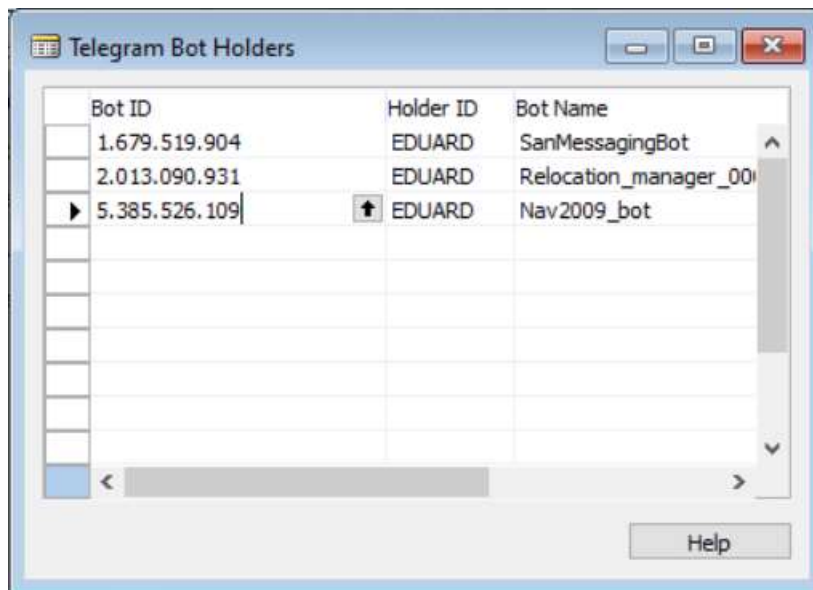 Telegram Bot Holders
Bot ID Holder ID Bot Name
1.679.519.904 EDUARD SanMessagingBot
2.013.090.931 EDUARD
5.385.526.109 EDUARD Nav2009_bot
Help